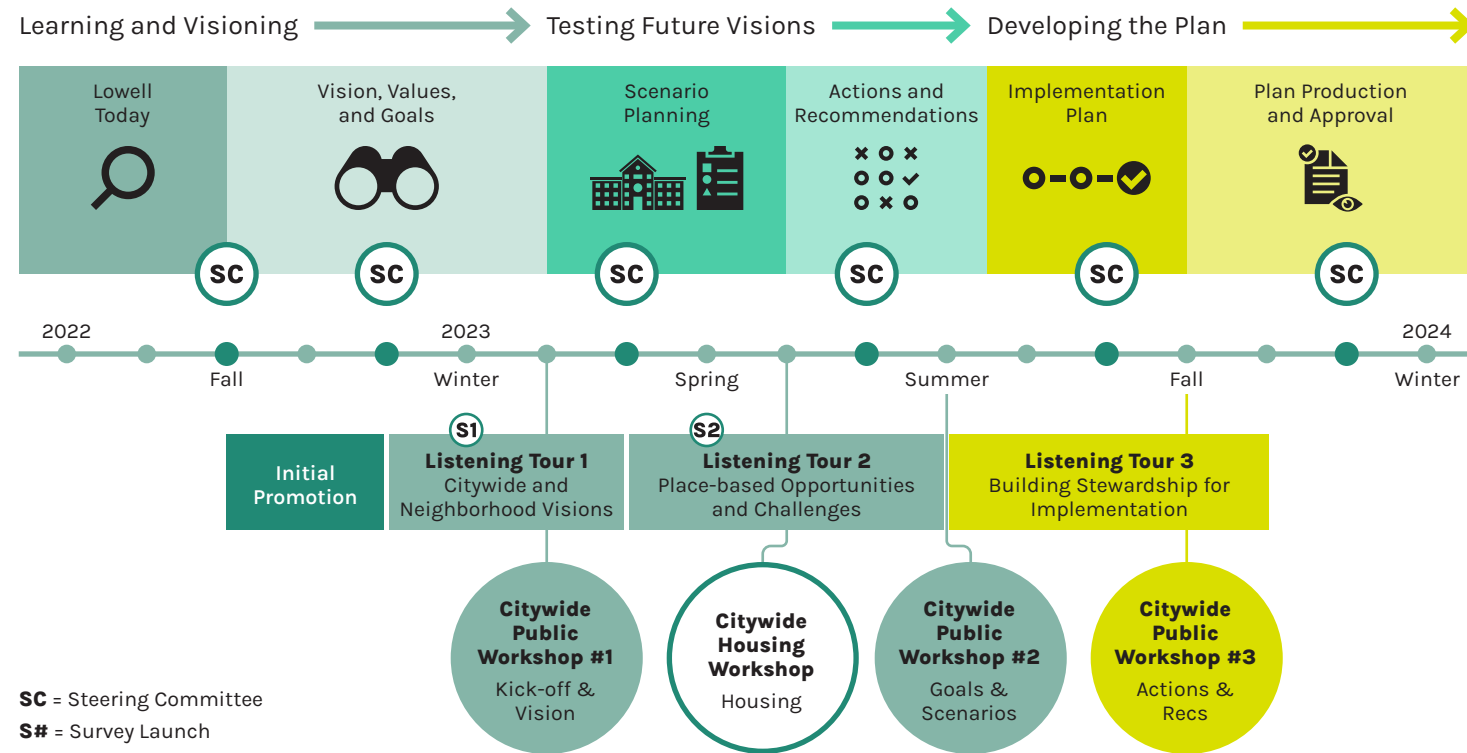 Learning and Visioning
Testing Future Visions
Developing the Plan
Lowell
Today
Vision, Values,
and Goals
Scenario
Planning
Actions and
Recommendations
Implementation
Plan
Plan Production
and Approval
SC
SC
SC
SC
SC
SC
2022
2023
2024
Fall
Winter
Spring
Summer
Fall
Winter
S1
S2
Initial
Promotion
Listening Tour 1
Citywide and
Neighborhood Visions
Listening Tour 2
Place-based Opportunities
and Challenges
Listening Tour 3
Building Stewardship for
Implementation
Citywide
Public
Workshop #1
Kick-off &
Vision
Citywide
Housing
Workshop
Housing
Citywide
Public
Workshop #2
Goals &
Scenarios
Citywide
Public
Workshop #3
Actions &
Recs
SC = Steering Committee
S# = Survey Launch